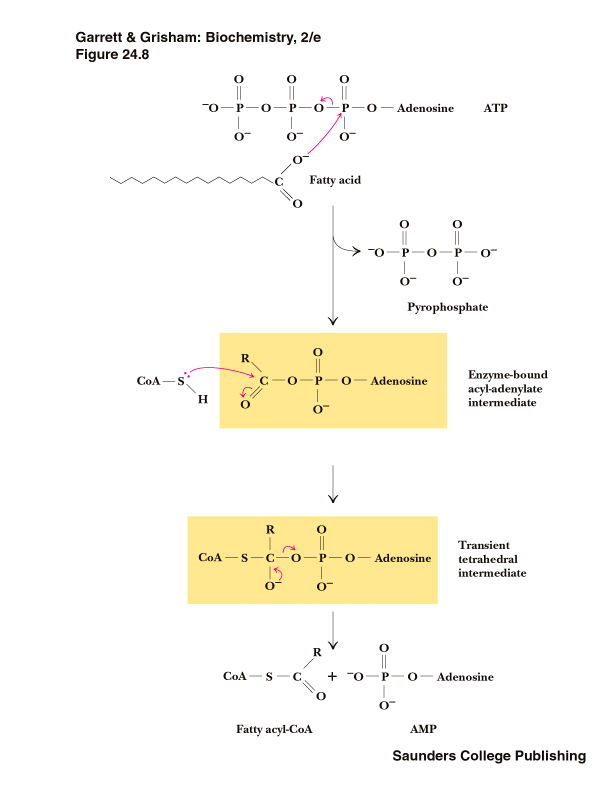 Garrett & Grisham: Biochemistry, 2/e
Figure 24.8
O O O
⁻O—P—O—P—O—P—O—Adenosine ATP
O⁻ O⁻ O⁻
O⁻
C Fatty acid
O
O O
⁻O—P—O—P—O⁻
O⁻ O⁻
Pyrophosphate
R O
CoA—S: C—O—P—O—Adenosine
H O O⁻
Enzyme-bound
acyl-adenylate
intermediate
R O
CoA—S—C—O—P—O—Adenosine
O⁻ O⁻
Transient
tetrahedral
intermediate
R O
CoA—S—C + ⁻O—P—O—Adenosine
O O⁻
Fatty acyl-CoA AMP
Saunders College Publishing